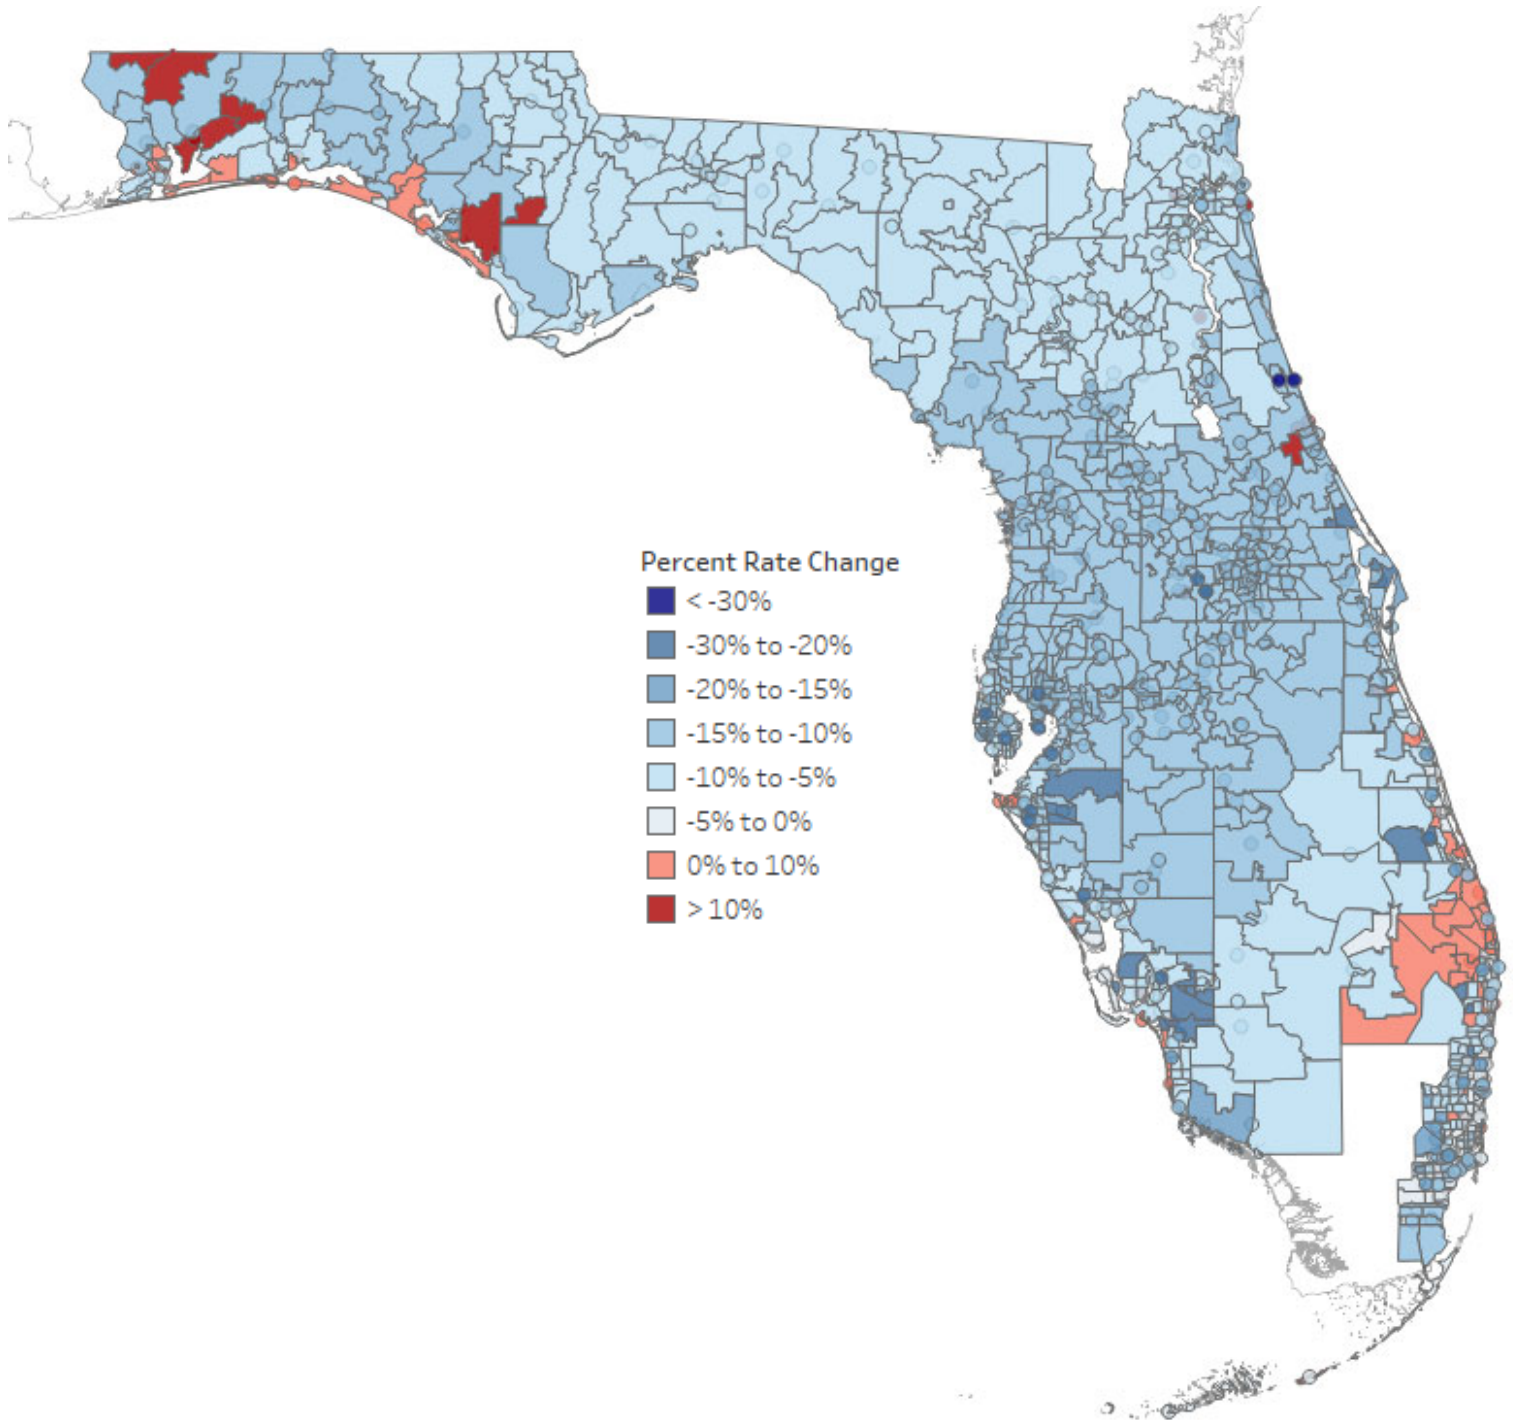 Percent Rate Change
< -30%
-30% to -20%
-20% to -15%
-15% to -10%
-10% to -5%
-5% to 0%
0% to 10%
> 10%